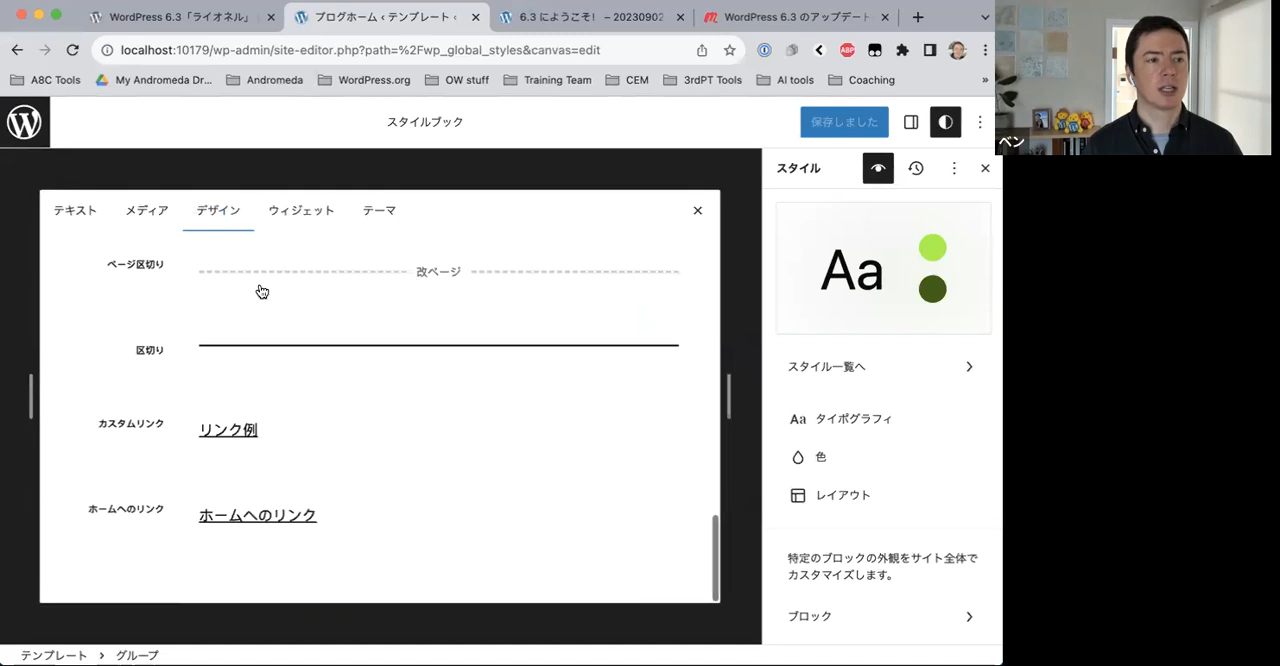 WordPress 6.3「ライオネル」
ブログホーム ‹ テンプレート ‹
6.3 にようこそ! – 20230902
WordPress 6.3 のアップデート
localhost:10179/wp-admin/site-editor.php?path=%2Fwp_global_styles&canvas=edit
ABP
A8C Tools
My Andromeda Dr...
Andromeda
WordPress.org
OW stuff
Training Team
CEM
3rdPT Tools
AI tools
Coaching
»
スタイルブック
保存しました
ベン
スタイル
テキスト
メディア
デザイン
ウィジェット
テーマ
ページ区切り
改ページ
Aa
区切り
スタイル一覧へ
カスタムリンク
リンク例
Aa タイポグラフィ
色
レイアウト
ホームへのリンク
ホームへのリンク
特定のブロックの外観をサイト全体で
カスタマイズします。
ブロック
テンプレート › グループ